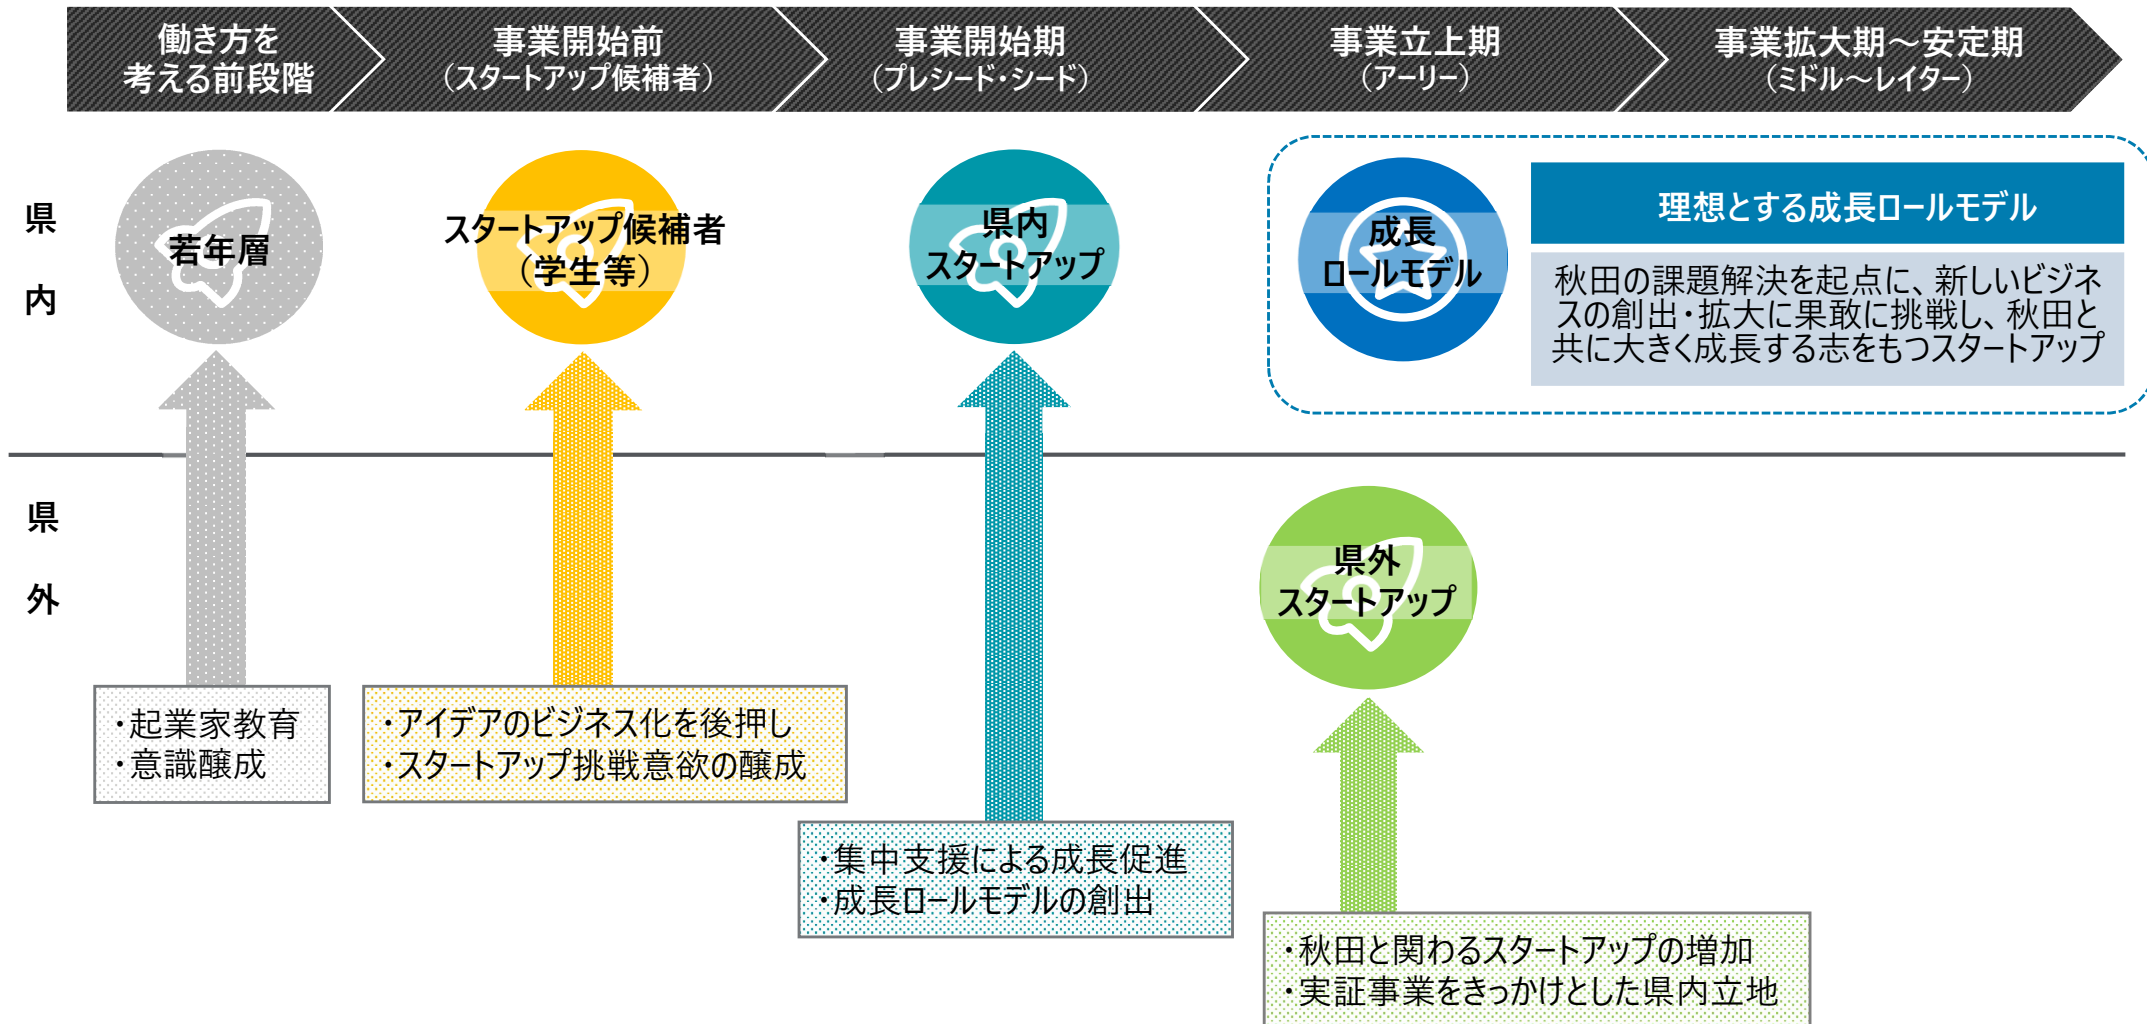 働き方を
考える前段階
事業開始前
（スタートアップ候補者）
事業開始期
（プレシード・シード）
事業立上期
（アーリー）
事業拡大期～安定期
（ミドル～レイター）
県
内
若年層
スタートアップ候補者
（学生等）
県内
スタートアップ
成長
ロールモデル
理想とする成長ロールモデル
秋田の課題解決を起点に、新しいビジネ
スの創出・拡大に果敢に挑戦し、秋田と
共に大きく成長する志をもつスタートアップ
県
外
県外
スタートアップ
・起業家教育
・意識醸成
・アイデアのビジネス化を後押し
・スタートアップ挑戦意欲の醸成
・集中支援による成長促進
・成長ロールモデルの創出
・秋田と関わるスタートアップの増加
・実証事業をきっかけとした県内立地